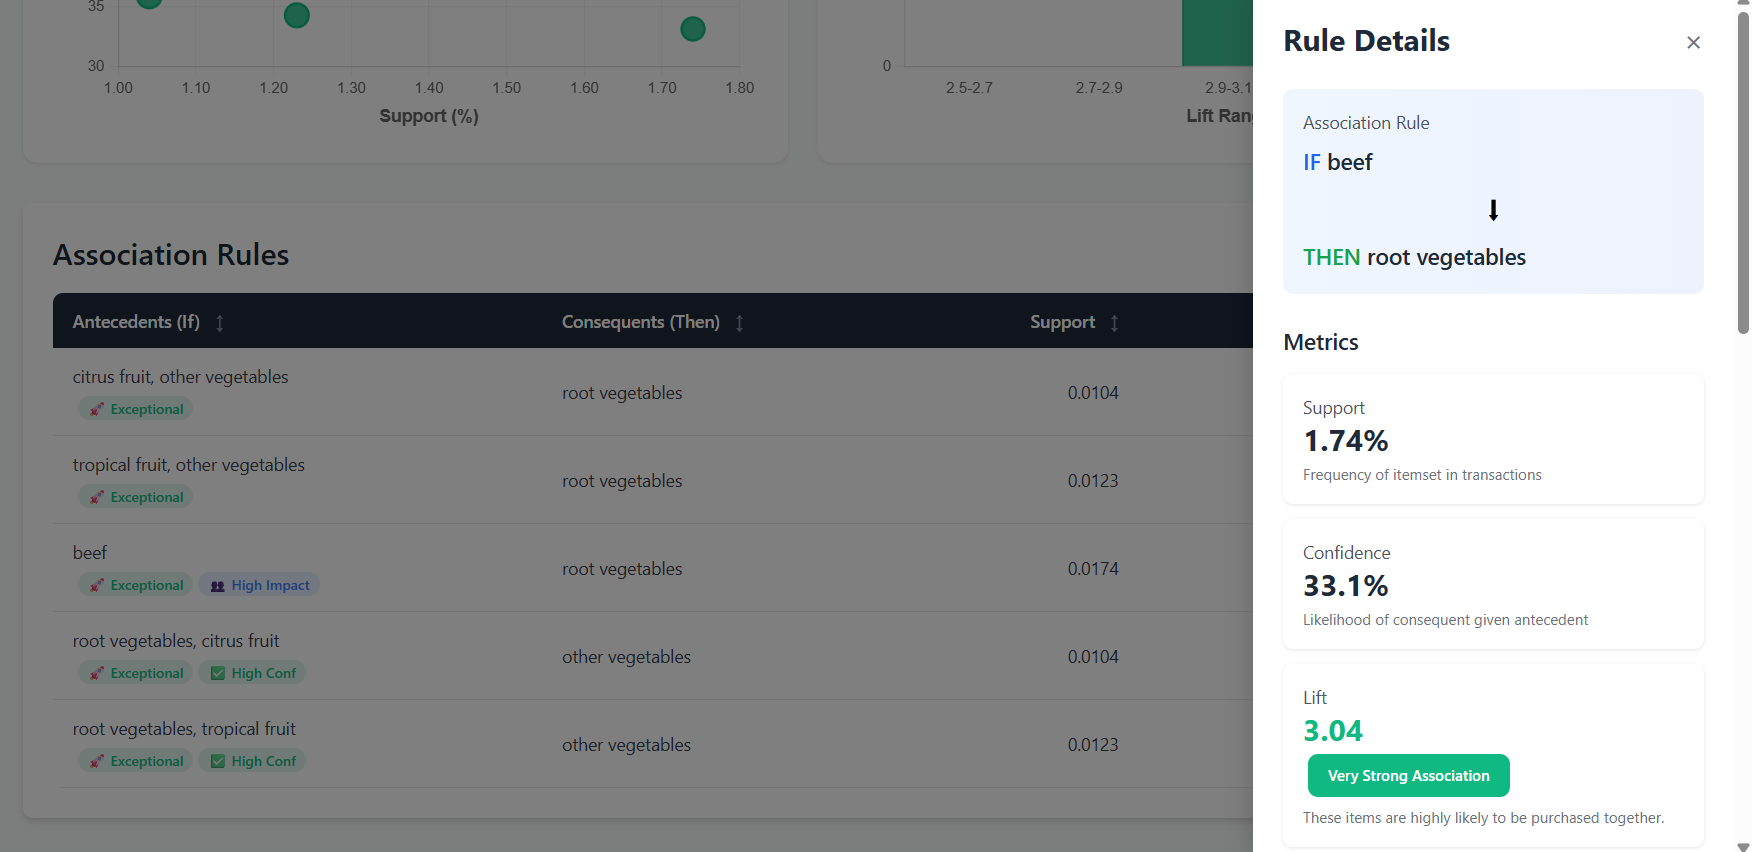 35
30
1.00 1.10 1.20 1.30 1.40 1.50 1.60 1.70 1.80
Support (%)
0
2.5-2.7 2.7-2.9 2.9-3.1
Lift Rang
Association Rules
Antecedents (If) Consequents (Then) Support
citrus fruit, other vegetables
Exceptional
root vegetables 0.0104
tropical fruit, other vegetables
Exceptional
root vegetables 0.0123
beef
Exceptional High Impact
root vegetables 0.0174
root vegetables, citrus fruit
Exceptional High Conf
other vegetables 0.0104
root vegetables, tropical fruit
Exceptional High Conf
other vegetables 0.0123
Rule Details
Association Rule
IF beef
THEN root vegetables
Metrics
Support
1.74%
Frequency of itemset in transactions
Confidence
33.1%
Likelihood of consequent given antecedent
Lift
3.04
Very Strong Association
These items are highly likely to be purchased together.